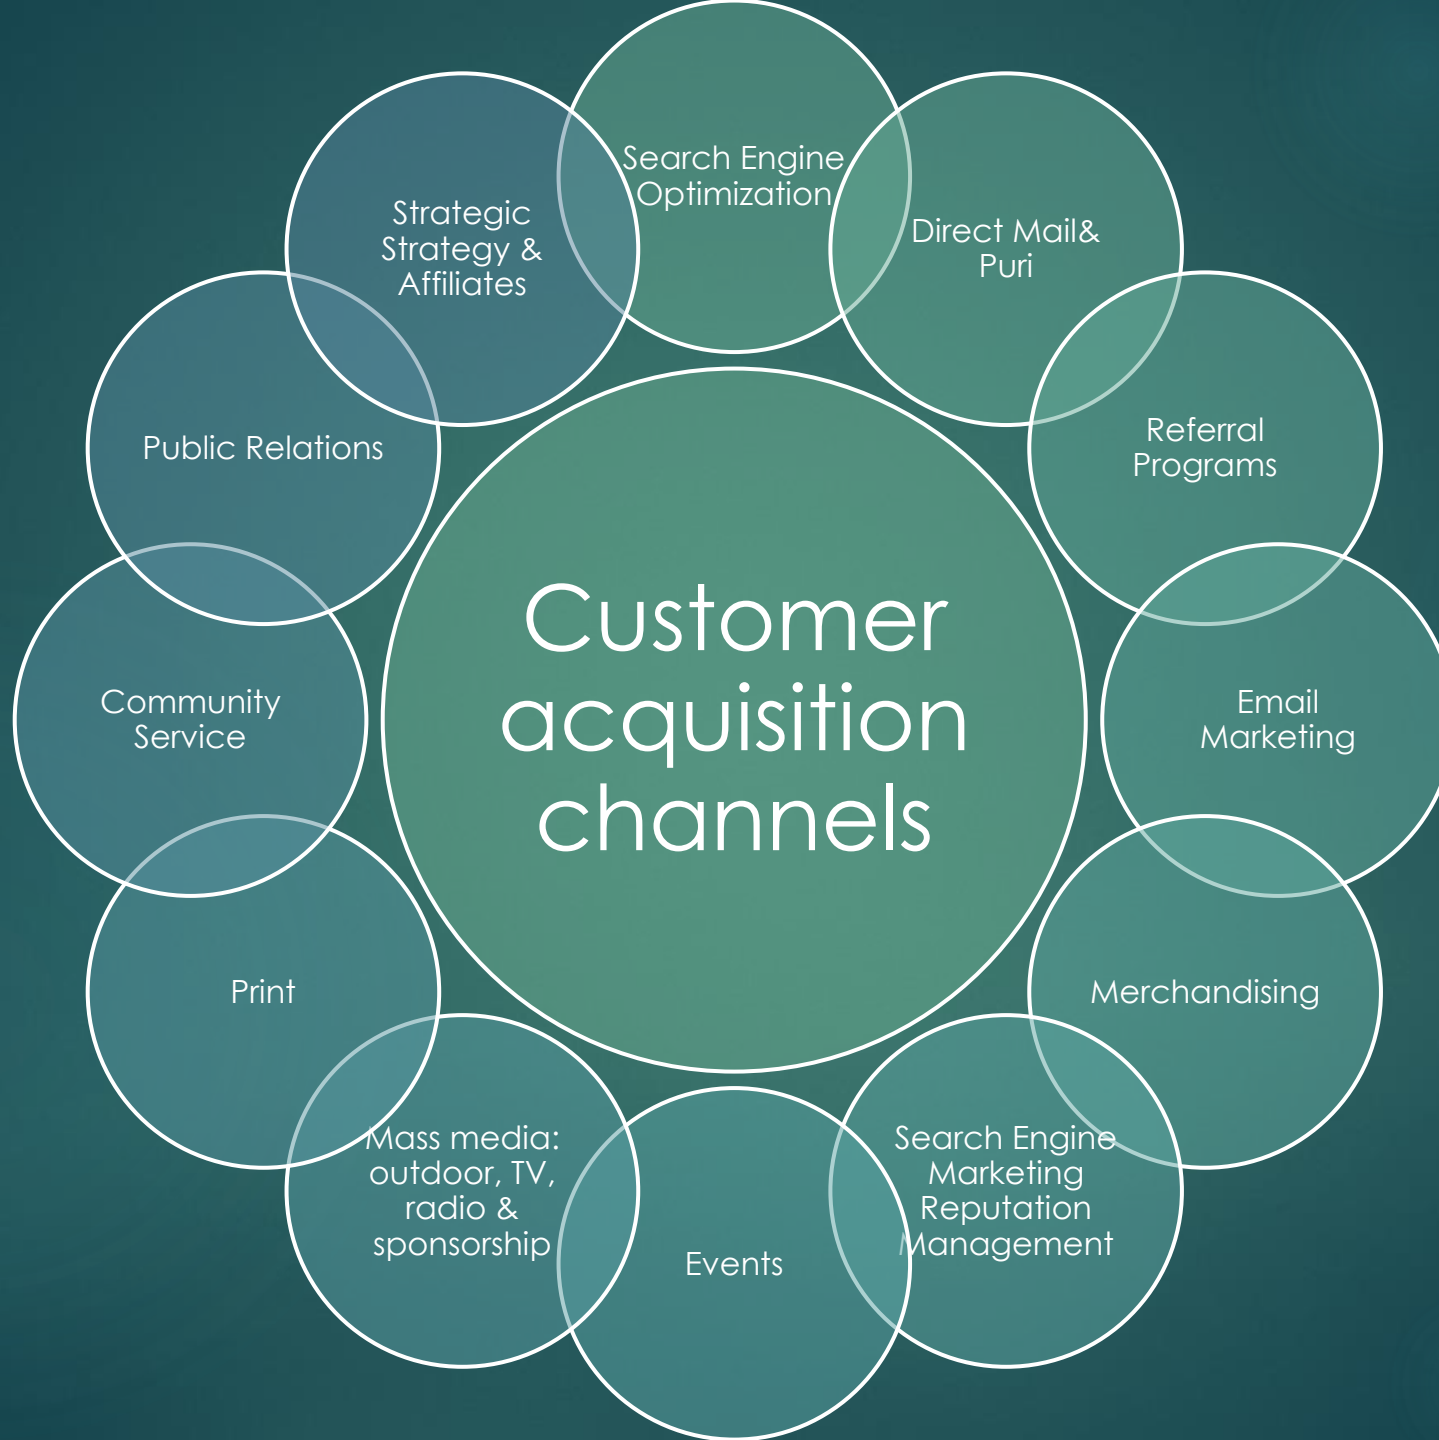 Customer
acquisition
channels
Search Engine
Optimization
Direct Mail&
Puri
Referral
Programs
Email
Marketing
Merchandising
Search Engine
Marketing
Reputation
Management
Events
Mass media:
outdoor, TV,
radio &
sponsorship
Print
Community
Service
Public Relations
Strategic
Strategy &
Affiliates